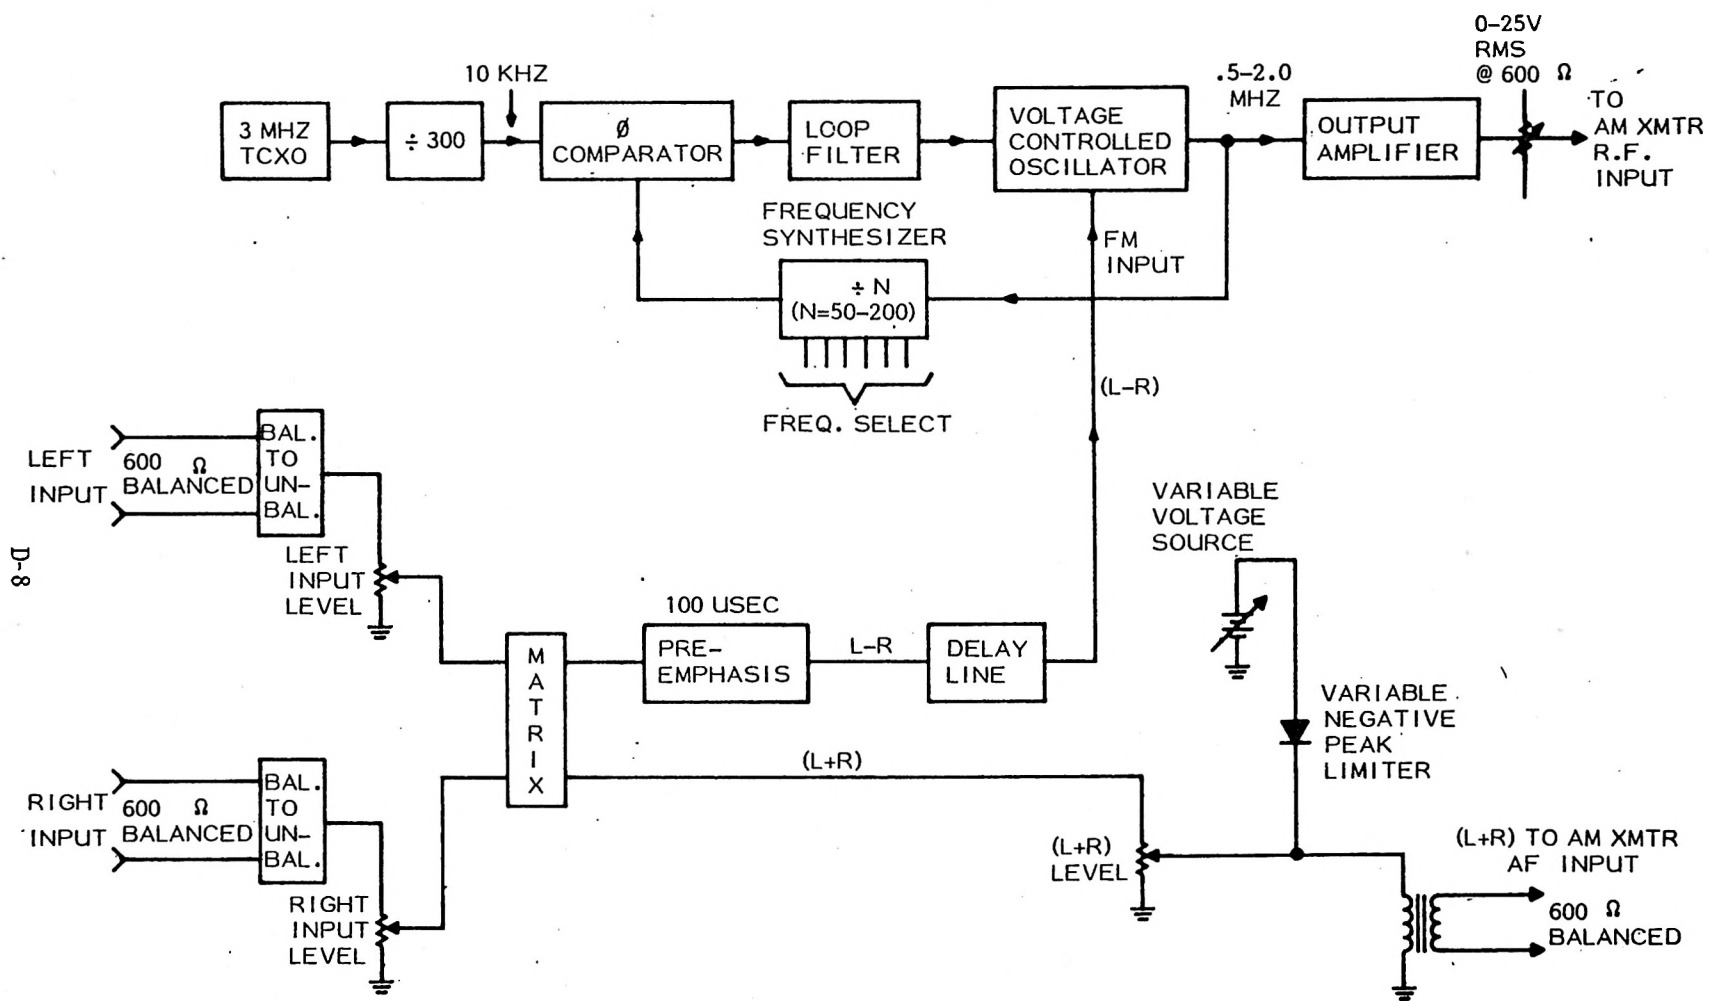 0-25V
RMS
@ 600 Ω
10 KHZ
.5-2.0
MHZ
3 MHZ
TCXO
÷ 300
Ø
COMPARATOR
LOOP
FILTER
VOLTAGE
CONTROLLED
OSCILLATOR
OUTPUT
AMPLIFIER
TO
AM XMTR
R.F.
INPUT
FREQUENCY
SYNTHESIZER
FM
INPUT
÷ N
(N=50-200)
(L-R)
FREQ. SELECT
LEFT
INPUT
600 Ω
BALANCED
BAL.
TO
UN-
BAL.
LEFT
INPUT
LEVEL
VARIABLE
VOLTAGE
SOURCE
D-8
100 USEC
MATRIX
PRE-
EMPHASIS
L-R
DELAY
LINE
VARIABLE
NEGATIVE
PEAK
LIMITER
(L+R)
RIGHT
INPUT
600 Ω
BALANCED
BAL.
TO
UN-
BAL.
RIGHT
INPUT
LEVEL
(L+R)
LEVEL
(L+R) TO AM XMTR
AF INPUT
600 Ω
BALANCED